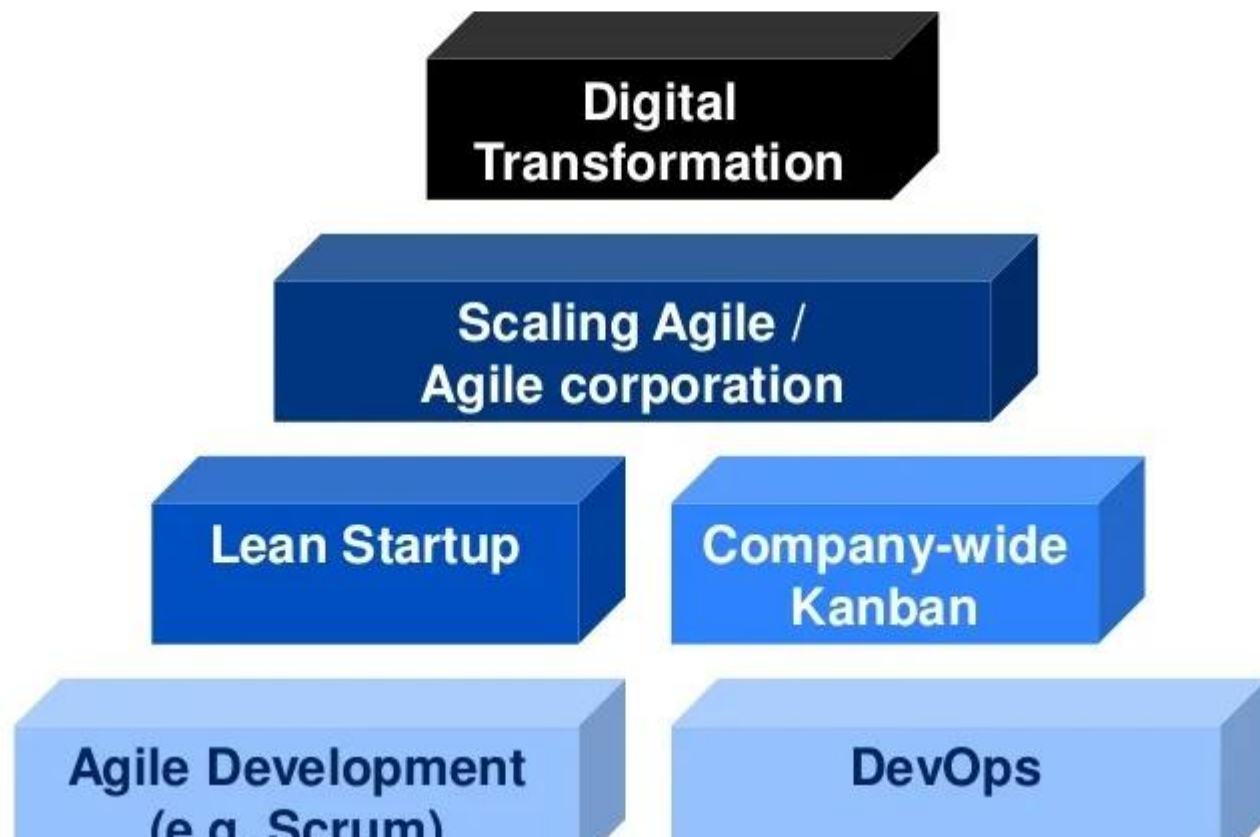 Digital
Transformation
Scaling Agile /
Agile corporation
Lean Startup
Company-wide
Kanban
Agile Development
(e.g. Scrum)
DevOps